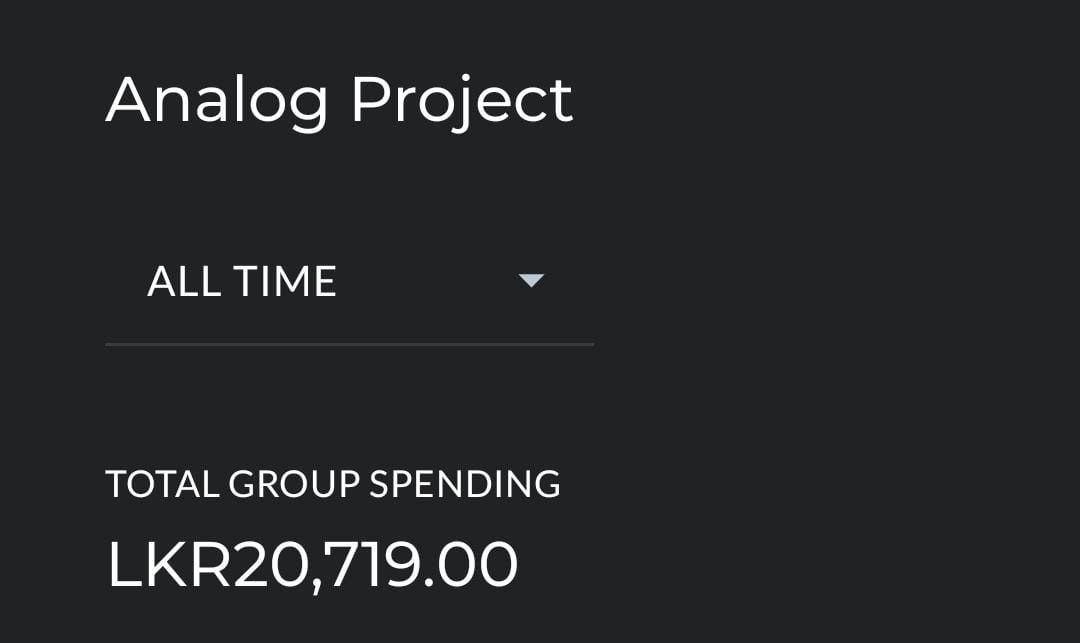 Analog Project
ALL TIME
TOTAL GROUP SPENDING
LKR20,719.00